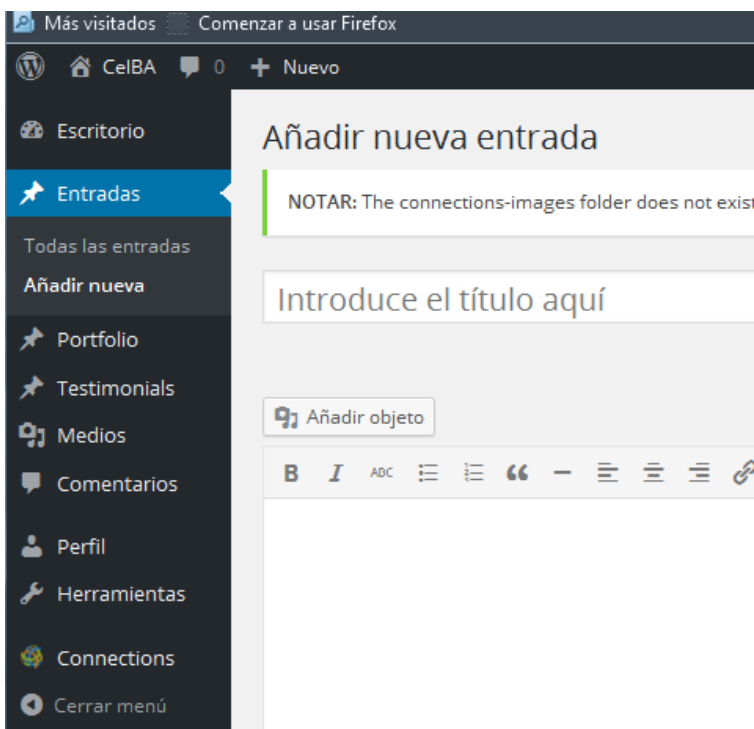 Más visitados Comenzar a usar Firefox
CelBA 0 + Nuevo
Escritorio
Entradas
Todas las entradas
Añadir nueva
Portfolio
Testimonials
Medios
Comentarios
Perfil
Herramientas
Connections
Cerrar menú
Añadir nueva entrada
NOTAR: The connections-images folder does not exist
Introduce el título aquí
Añadir objeto
B I ABC